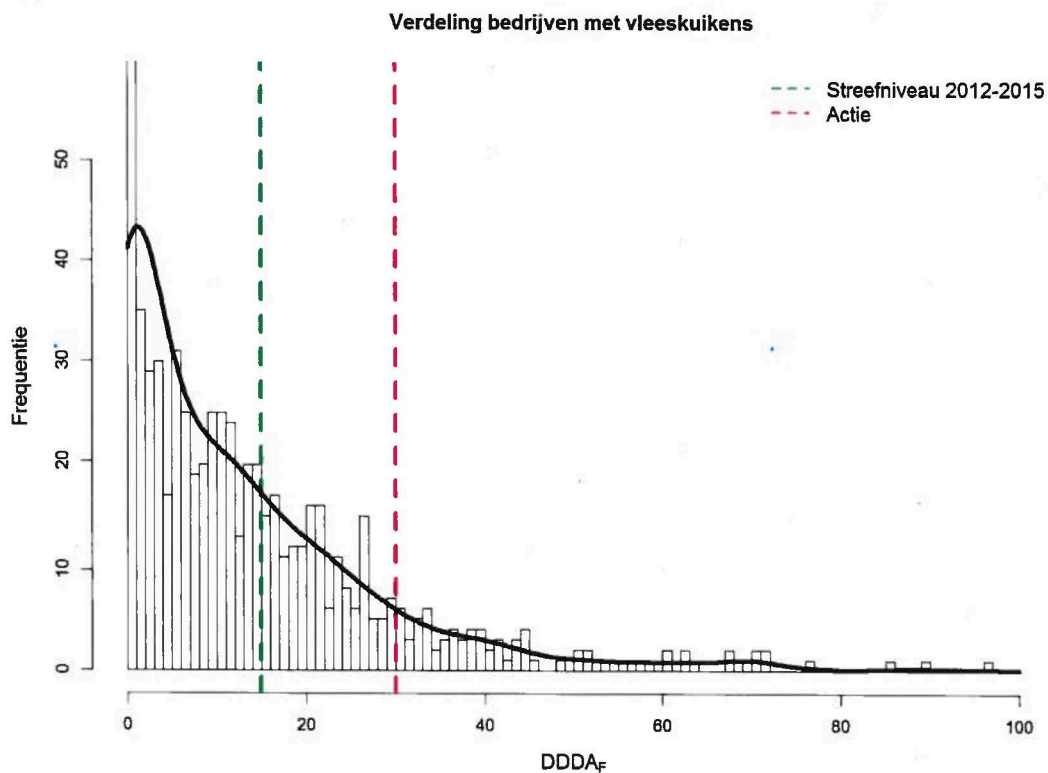 Verdeling bedrijven met vleeskuikens
Streefniveau 2012-2015
Actie
50
40
30
20
10
0
Frequentie
0 20 40 60 80 100
DDDAF